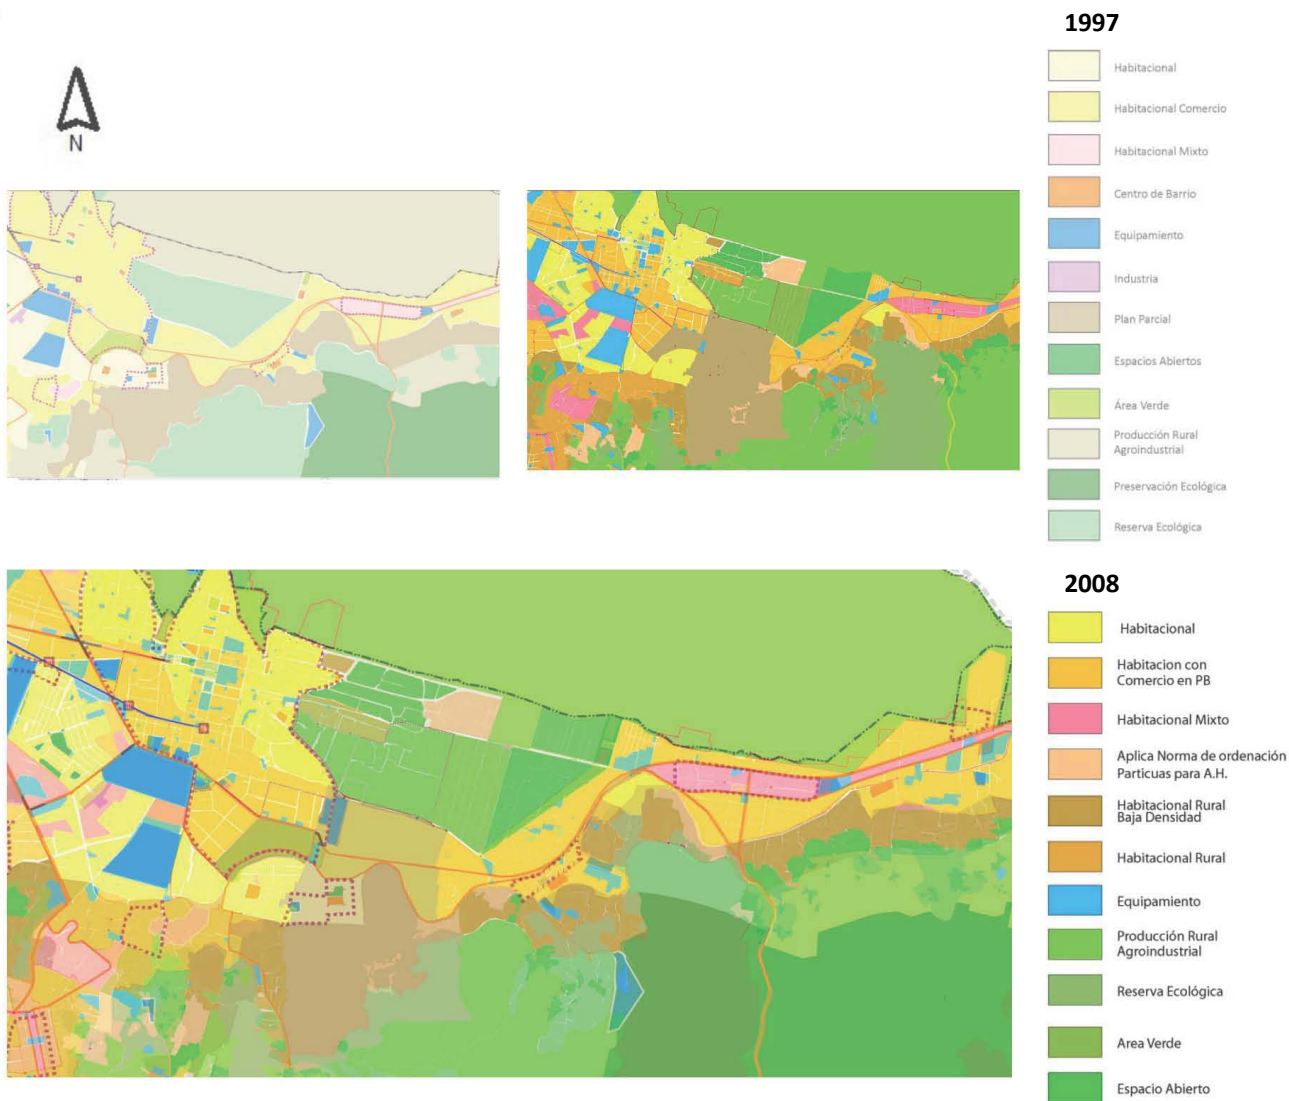 1997
N
Habitacional
Habitacional Comercio
Habitacional Mixto
Centro de Barrio
Equipamiento
Industria
Plan Parcial
Espacios Abiertos
Área Verde
Producción Rural
Agroindustrial
Preservación Ecológica
Reserva Ecológica
2008
Habitacional
Habitacion con
Comercio en PB
Habitacional Mixto
Aplica Norma de ordenación
Particuas para A.H.
Habitacional Rural
Baja Densidad
Habitacional Rural
Equipamiento
Producción Rural
Agroindustrial
Reserva Ecológica
Area Verde
Espacio Abierto